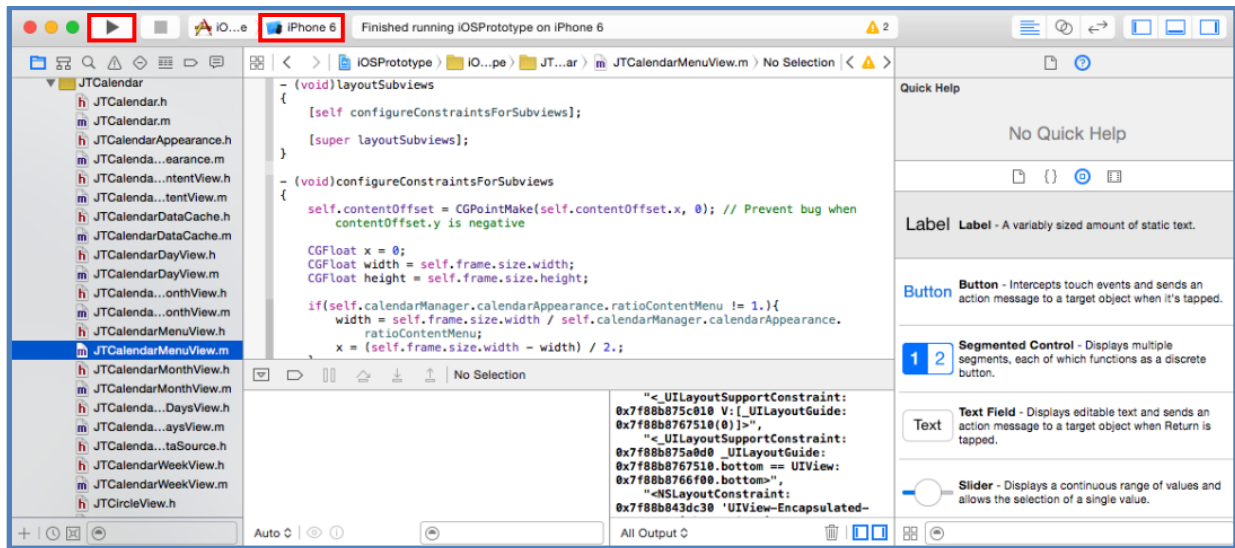 iO...e
iPhone 6
Finished running iOSPrototype on iPhone 6
2
iOSPrototype
iO...pe
JT...ar
m JTCalendarMenuView.m
No Selection
JTCalendar
h JTCalendar.h
m JTCalendar.m
h JTCalendarAppearance.h
m JTCalenda...earance.m
h JTCalenda...ntentView.h
m JTCalenda...tentView.m
h JTCalendarDataCache.h
m JTCalendarDataCache.m
h JTCalendarDayView.h
m JTCalendarDayView.m
h JTCalenda...onthView.h
m JTCalenda...onthView.m
h JTCalendarMenuView.h
m JTCalendarMenuView.m
h JTCalendarMonthView.h
m JTCalendarMonthView.m
h JTCalenda...DaysView.h
m JTCalenda...aysView.m
h JTCalenda...taSource.h
h JTCalendarWeekView.h
m JTCalendarWeekView.m
h JTCircleView.h
- (void)layoutSubviews
{
[self configureConstraintsForSubviews];
[super layoutSubviews];
}
- (void)configureConstraintsForSubviews
{
self.contentOffset = CGPointMake(self.contentOffset.x, 0); // Prevent bug when
contentOffset.y is negative
CGFloat x = 0;
CGFloat width = self.frame.size.width;
CGFloat height = self.frame.size.height;
if(self.calendarManager.calendarAppearance.ratioContentMenu != 1.){
width = self.frame.size.width / self.calendarManager.calendarAppearance.
ratioContentMenu;
x = (self.frame.size.width - width) / 2.;
No Selection
"<_UILayoutSupportConstraint:
0x7f88b875c010 V:[_UILayoutGuide:
0x7f88b8767510(0)]>",
"<_UILayoutSupportConstraint:
0x7f88b875a0d0 _UILayoutGuide:
0x7f88b8767510.bottom == UIView:
0x7f88b8766f00.bottom>",
"<NSLayoutConstraint:
0x7f88b843dc30 'UIView-Encapsulated-
Auto
All Output
Quick Help
No Quick Help
{}
Label Label - A variably sized amount of static text.
Button Button - Intercepts touch events and sends an
action message to a target object when it's tapped.
1 2 Segmented Control - Displays multiple
segments, each of which functions as a discrete
button.
Text Text Field - Displays editable text and sends an
action message to a target object when Return is
tapped.
Slider - Displays a continuous range of values and
allows the selection of a single value.